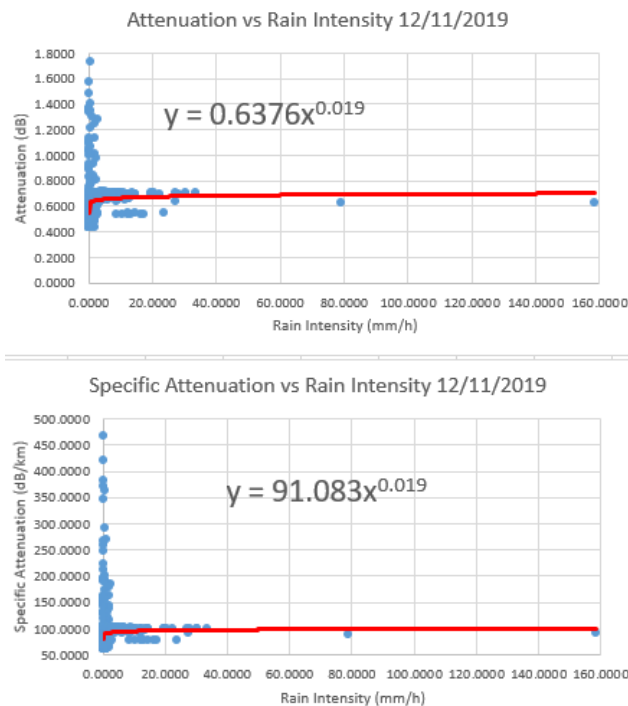 Attenuation vs Rain Intensity 12/11/2019
1.8000
1.6000
1.4000
1.2000
1.0000
0.8000
0.6000
0.4000
0.2000
0.0000
Attenuation (dB)
y = 0.6376x^0.019
0.0000 20.0000 40.0000 60.0000 80.0000 100.0000 120.0000 140.0000 160.0000
Rain Intensity (mm/h)
Specific Attenuation vs Rain Intensity 12/11/2019
500.0000
450.0000
400.0000
350.0000
300.0000
250.0000
200.0000
150.0000
100.0000
50.0000
Specific Attenuation (dB/km)
y = 91.083x^0.019
0.0000 20.0000 40.0000 60.0000 80.0000 100.0000 120.0000 140.0000 160.0000
Rain Intensity (mm/h)